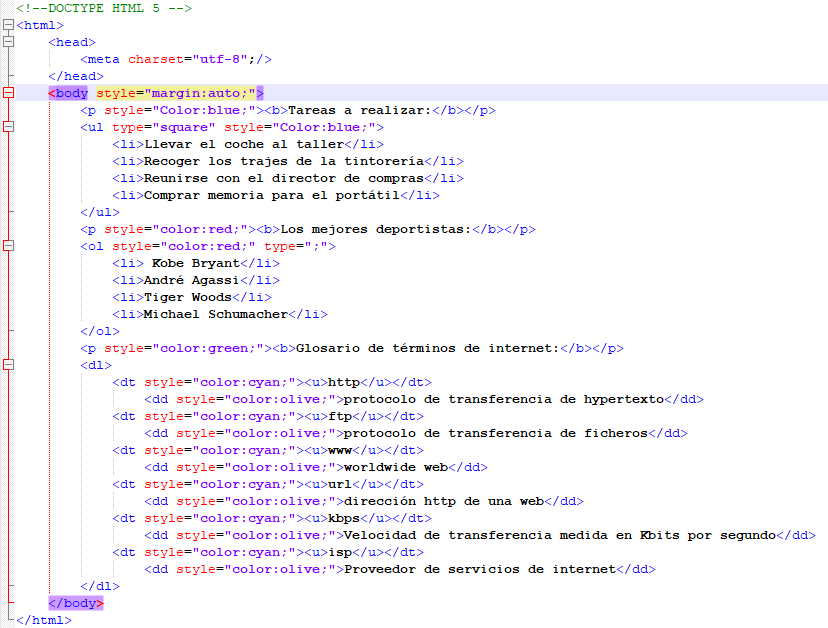 <!--DOCTYPE HTML 5 -->
<html>
<head>
<meta charset="utf-8";/>
</head>
<body style="margin:auto;">
<p style="Color:blue;"><b>Tareas a realizar:</b></p>
<ul type="square" style="Color:blue;">
<li>Llevar el coche al taller</li>
<li>Recoger los trajes de la tintorería</li>
<li>Reunirse con el director de compras</li>
<li>Comprar memoria para el portátil</li>
</ul>
<p style="color:red;"><b>Los mejores deportistas:</b></p>
<ol style="color:red;" type=";">
<li> Kobe Bryant</li>
<li>André Agassi</li>
<li>Tiger Woods</li>
<li>Michael Schumacher</li>
</ol>
<p style="color:green;"><b>Glosario de términos de internet:</b></p>
<dl>
<dt style="color:cyan;"><u>http</u></dt>
<dd style="color:olive;">protocolo de transferencia de hypertexto</dd>
<dt style="color:cyan;"><u>ftp</u></dt>
<dd style="color:olive;">protocolo de transferencia de ficheros</dd>
<dt style="color:cyan;"><u>www</u></dt>
<dd style="color:olive;">worldwide web</dd>
<dt style="color:cyan;"><u>url</u></dt>
<dd style="color:olive;">dirección http de una web</dd>
<dt style="color:cyan;"><u>kbps</u></dt>
<dd style="color:olive;">Velocidad de transferencia medida en Kbits por segundo</dd>
<dt style="color:cyan;"><u>isp</u></dt>
<dd style="color:olive;">Proveedor de servicios de internet</dd>
</dl>
</body>
</html>